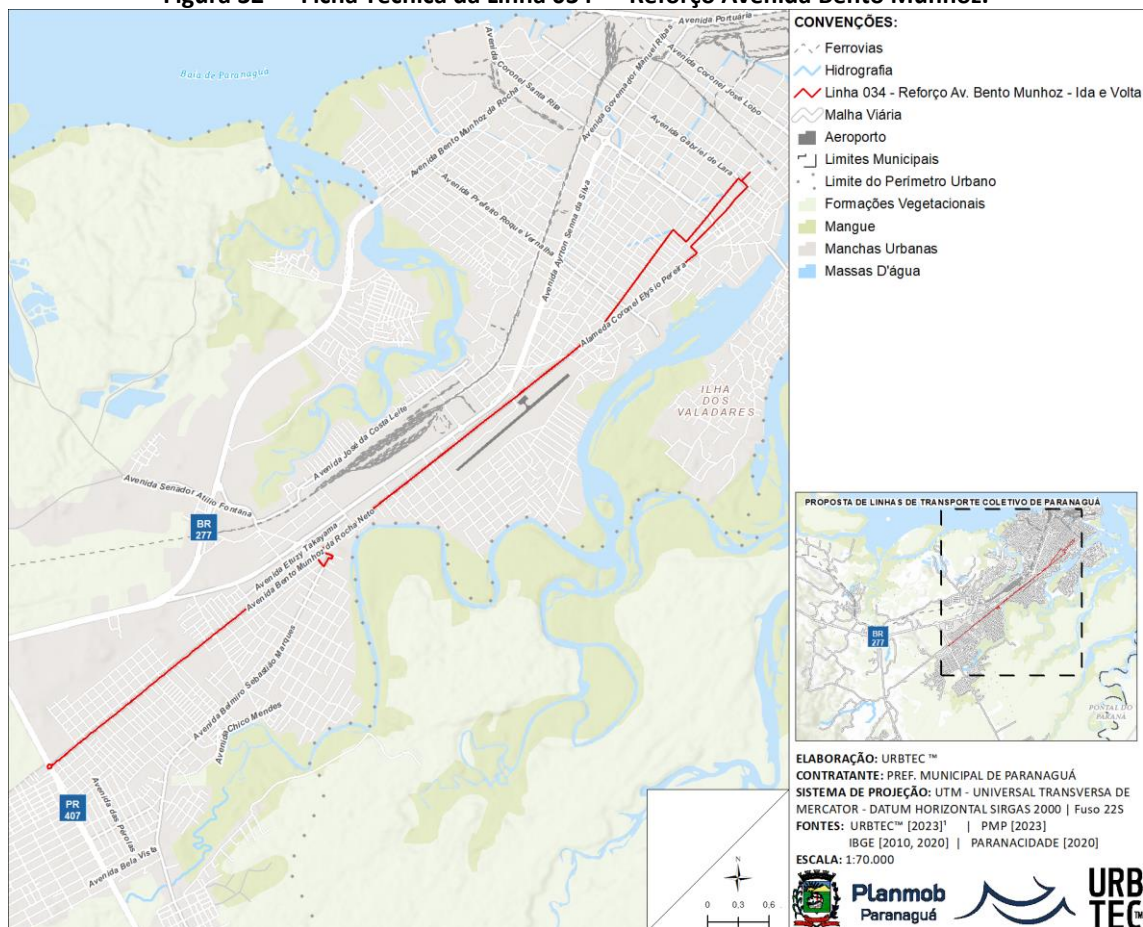 Figura 32 — Ficha Técnica da Linha 034 — Reforço Avenida Bento Munhoz.
CONVENÇÕES:
Ferrovias
Hidrografia
Linha 034 - Reforço Av. Bento Munhoz - Ida e Volta
Malha Viária
Aeroporto
Limites Municipais
Limite do Perímetro Urbano
Formações Vegetacionais
Mangue
Manchas Urbanas
Massas D'água
Baía de Paranaguá
Avenida Portuária
Avenida Coronel Santa Rita
Avenida Governador Manuel Ribas
Avenida Coronel José Lobo
Avenida Bento Munhoz da Rocha
Avenida Gabriel de Lara
Avenida Prefeito Roque Vernalha
Avenida Ayrton Senna da Silva
Alameda Coronel Elysio Pereira
ILHA
DOS
VALADARES
Avenida José da Costa Leite
Avenida Senador Atílio Fontana
BR
277
Avenida Etuzy Takayama
Avenida Bento Munhoz da Rocha Neto
Avenida Belmiro Sebastião Marques
Avenida Chico Mendes
PR
407
Avenida das Pérolas
Avenida Bela Vista
N
0 0,3 0,6
PROPOSTA DE LINHAS DE TRANSPORTE COLETIVO DE PARANAGUÁ
BR
277
PONTAL DO
PARANÁ
ELABORAÇÃO: URBTEC ™
CONTRATANTE: PREF. MUNICIPAL DE PARANAGUÁ
SISTEMA DE PROJEÇÃO: UTM - UNIVERSAL TRANSVERSA DE
MERCATOR - DATUM HORIZONTAL SIRGAS 2000 | Fuso 22S
FONTES: URBTEC™ [2023]¹ | PMP [2023]
IBGE [2010, 2020] | PARANACIDADE [2020]
ESCALA: 1:70.000
Planmob
Paranaguá
URB
TEC™